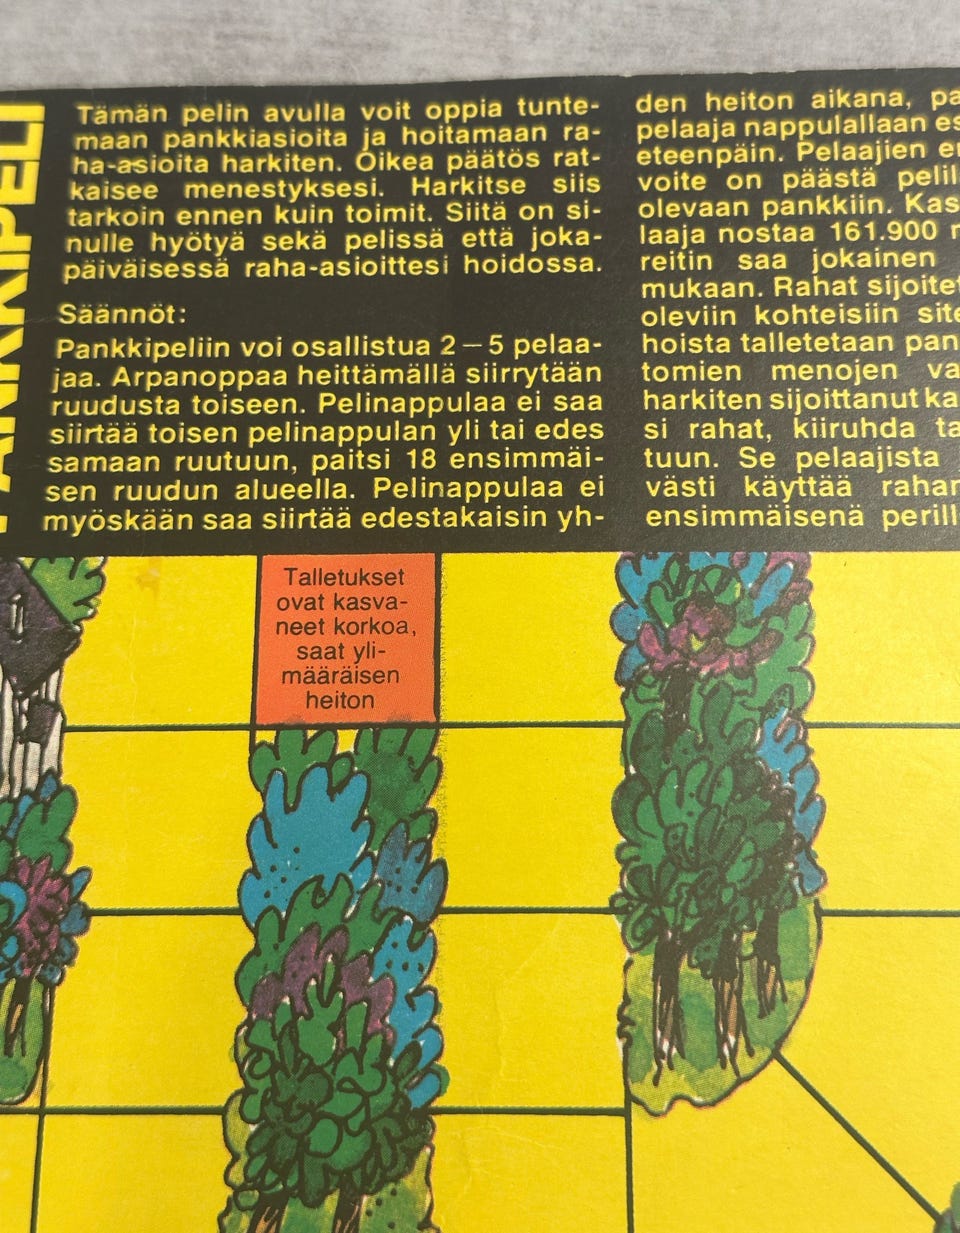 PANKKIPELI
Tämän pelin avulla voit oppia tunte-
maan pankkiasioita ja hoitamaan ra-
ha-asioita harkiten. Oikea päätös rat-
kaisee menestyksesi. Harkitse siis
tarkoin ennen kuin toimit. Siitä on si-
nulle hyötyä sekä pelissä että joka-
päiväisessä raha-asioittesi hoidossa.
Säännöt:
Pankkipeliin voi osallistua 2–5 pelaa-
jaa. Arpanoppaa heittämällä siirrytään
ruudusta toiseen. Pelinappulaa ei saa
siirtää toisen pelinappulan yli tai edes
samaan ruutuun, paitsi 18 ensimmäi-
sen ruudun alueella. Pelinappulaa ei
myöskään saa siirtää edestakaisin yh-
den heiton aikana, pa
pelaaja nappulallaan es
eteenpäin. Pelaajien
voite on päästä pelil
olevaan pankkiin. Kas
laaja nostaa 161.900
reitin saa jokainen
mukaan. Rahat sijoitet
oleviin kohteisiin site
hoista talletetaan pan
tomien menojen va
harkiten sijoittanut ka
si rahat, kiiruhda ta
tuun. Se pelaajista
västi käyttää rahan
ensimmäisenä perill
Talletukset
ovat kasva-
neet korkoa,
saat yli-
määräisen
heiton